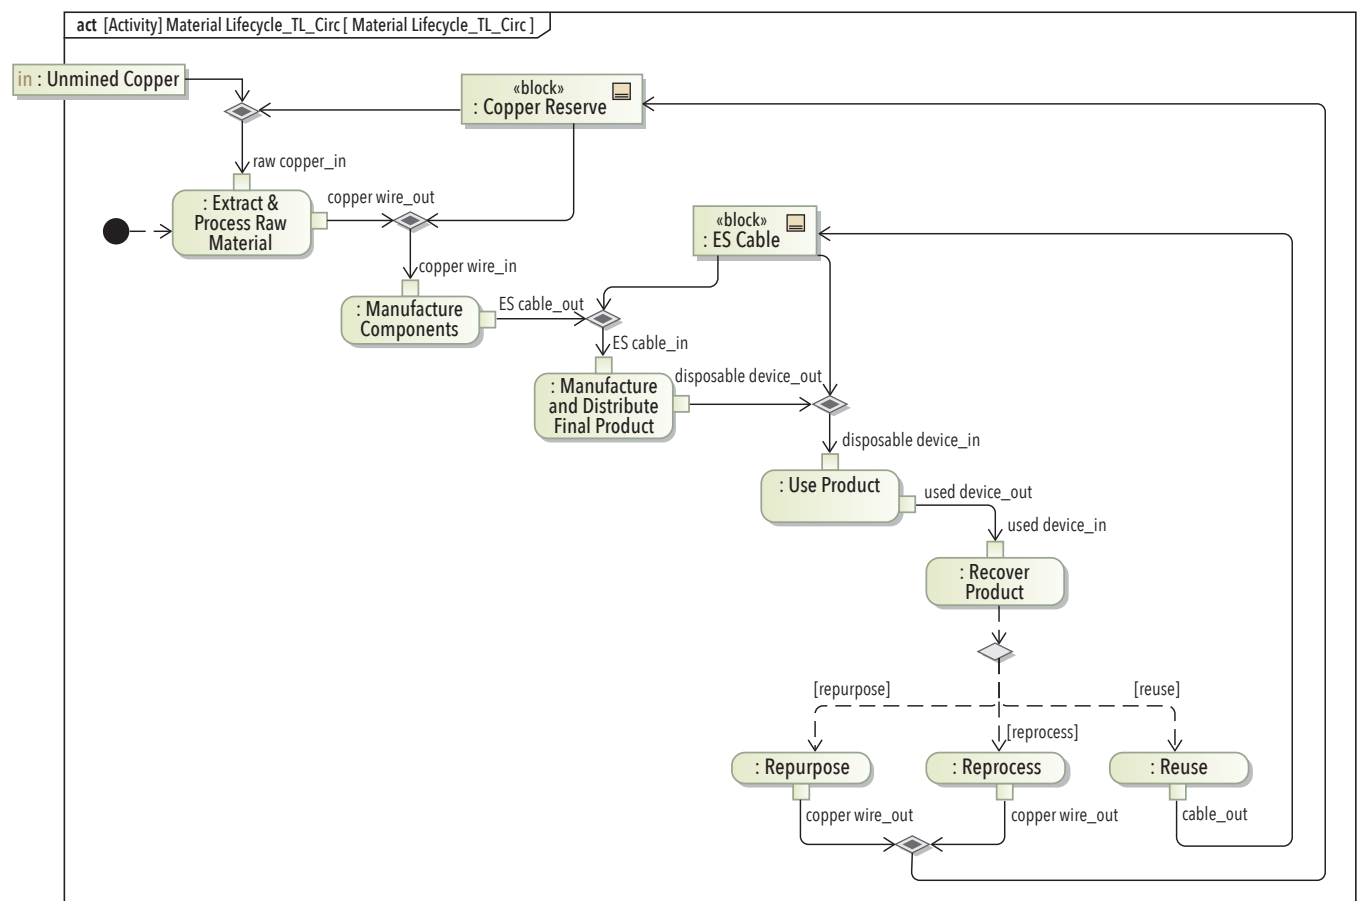 act [Activity] Material Lifecycle_TL_Circ [ Material Lifecycle_TL_Circ ]
in : Unmined Copper
«block»
: Copper Reserve
raw copper_in
: Extract &
Process Raw
Material
copper wire_out
«block»
: ES Cable
copper wire_in
: Manufacture
Components
ES cable_out
ES cable_in
: Manufacture
and Distribute
Final Product
disposable device_out
disposable device_in
: Use Product
used device_out
used device_in
: Recover
Product
[repurpose]
[reuse]
[reprocess]
: Repurpose
: Reprocess
: Reuse
copper wire_out
copper wire_out
cable_out